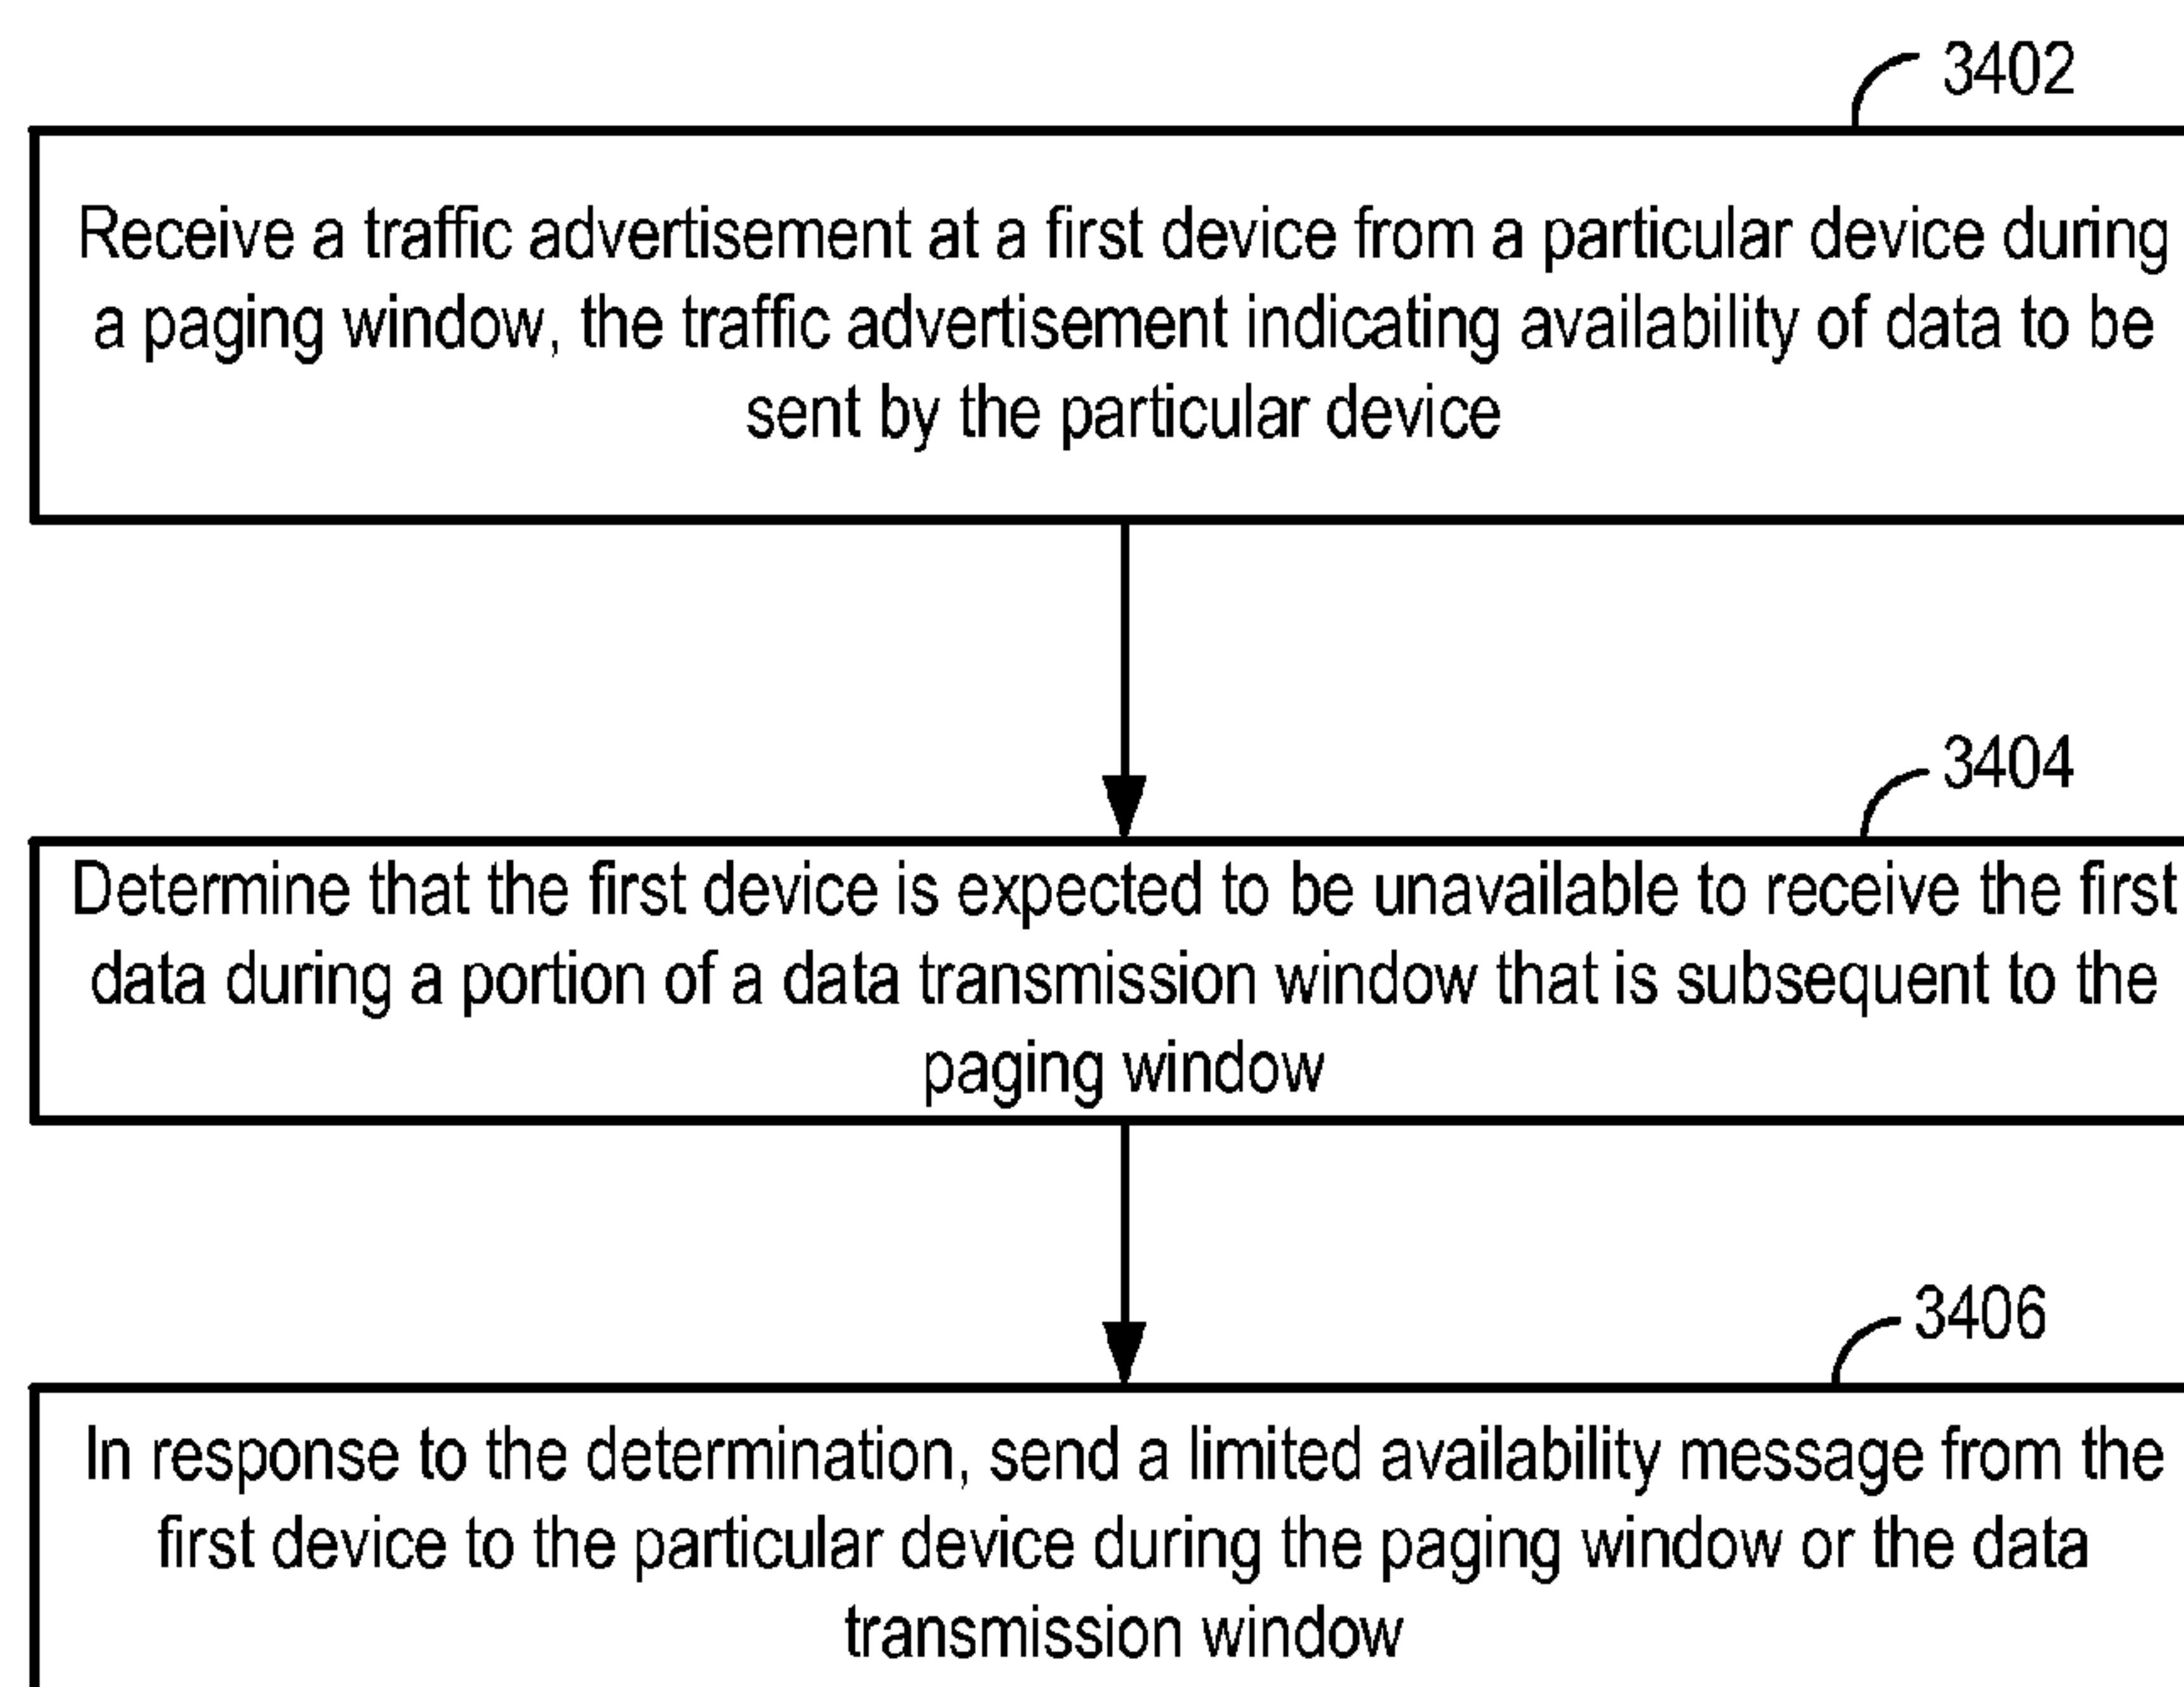 3402
Receive a traffic advertisement at a first device from a particular device during
a paging window, the traffic advertisement indicating availability of data to be
sent by the particular device
3404
Determine that the first device is expected to be unavailable to receive the first
data during a portion of a data transmission window that is subsequent to the
paging window
3406
In response to the determination, send a limited availability message from the
first device to the particular device during the paging window or the data
transmission window